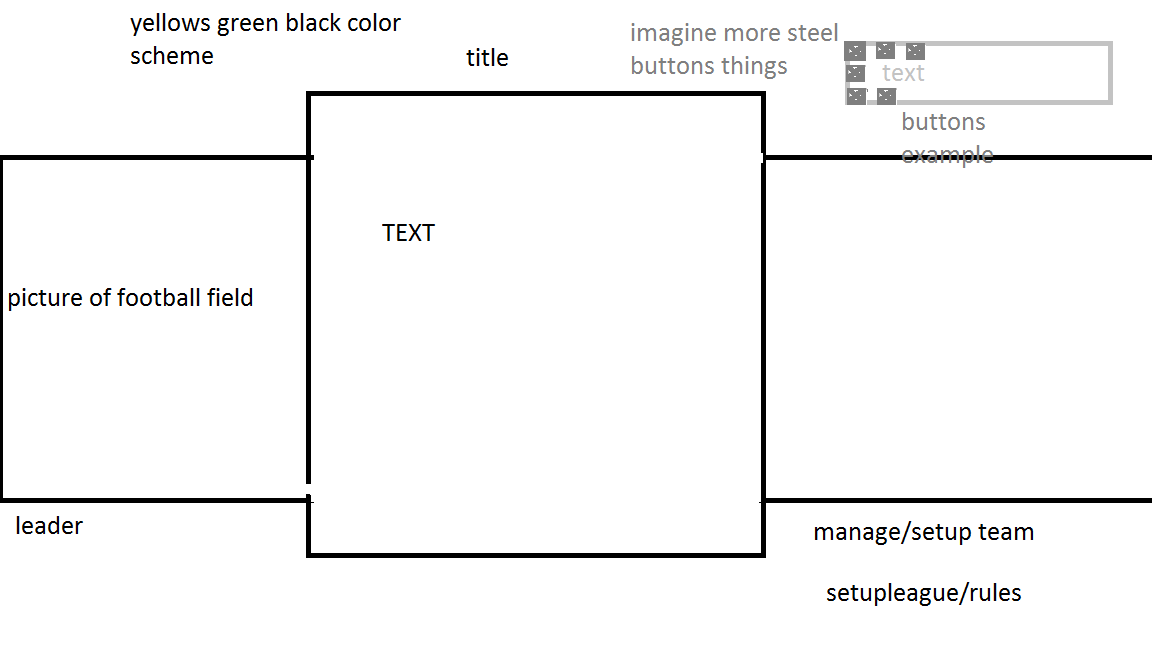 yellows green black color
scheme
title
imagine more steel
buttons things
text
buttons
example
TEXT
picture of football field
leader
manage/setup team
setupleague/rules